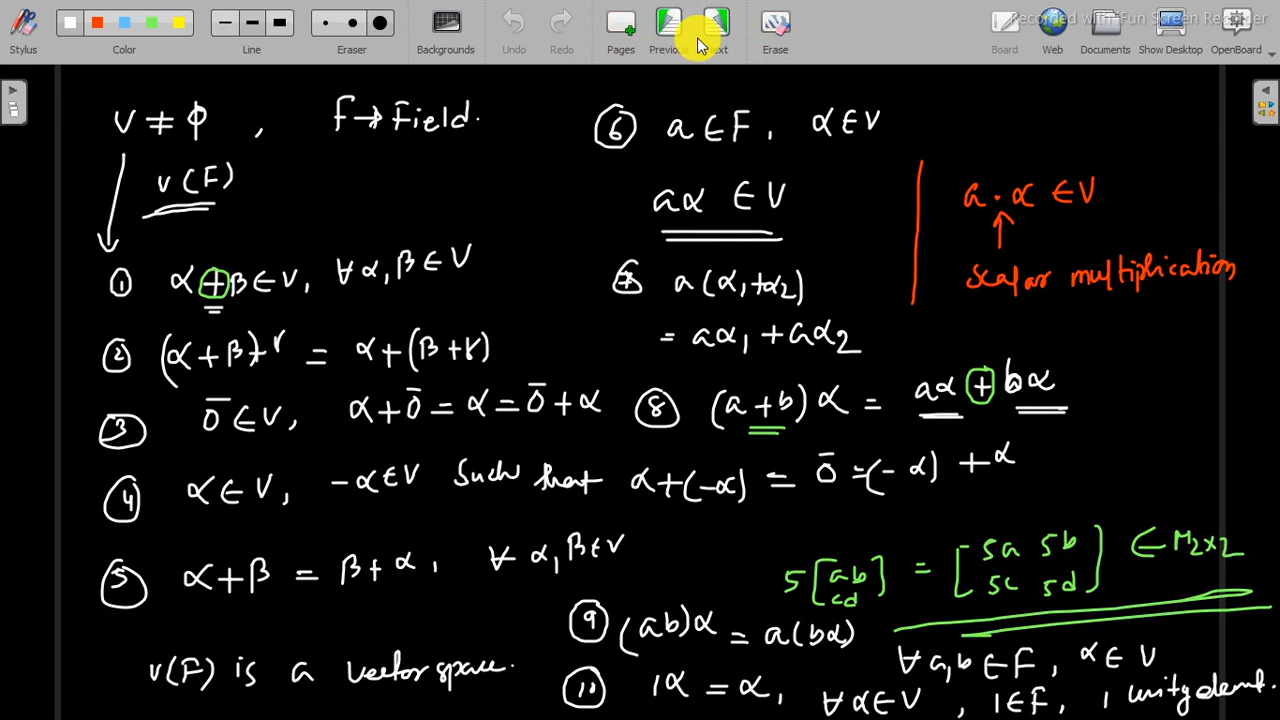 Recorded with Fun Screen Recorder
Stylus Color Line Eraser Backgrounds Undo Redo Pages Previous Next Erase Board Web Documents Show Desktop OpenBoard
V ≠ ϕ , F → Field.
V(F)
① α + β ∈ V, ∀ α, β ∈ V
② (α + β) + γ = α + (β + γ)
③ 0̄ ∈ V, α + 0̄ = α = 0̄ + α
④ α ∈ V, -α ∈ V Such that α + (-α) = 0̄ = (-α) + α
⑤ α + β = β + α, ∀ α, β ∈ V
V(F) is a vector space.
⑥ a ∈ F, α ∈ V
aα ∈ V
⑦ a(α₁ + α₂)
= aα₁ + aα₂
⑧ (a + b)α = aα + bα
a · α ∈ V
Scalar multiplication
5[a b c d] = [5a 5b 5c 5d] ∈ M2x2
⑨ (ab)α = a(bα)
∀ a, b ∈ F, α ∈ V
⑩ 1α = α, ∀ α ∈ V, 1 ∈ F, 1 unity element.